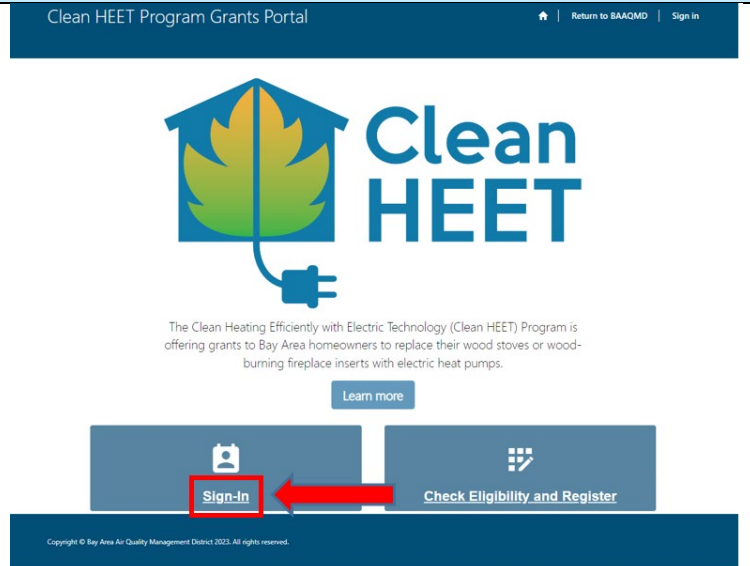 Clean HEET Program Grants Portal
Return to BAAQMD | Sign in
Clean
HEET
The Clean Heating Efficiently with Electric Technology (Clean HEET) Program is
offering grants to Bay Area homeowners to replace their wood stoves or wood-
burning fireplace inserts with electric heat pumps.
Learn more
Sign-In
Check Eligibility and Register
Copyright © Bay Area Air Quality Management District 2023. All rights reserved.